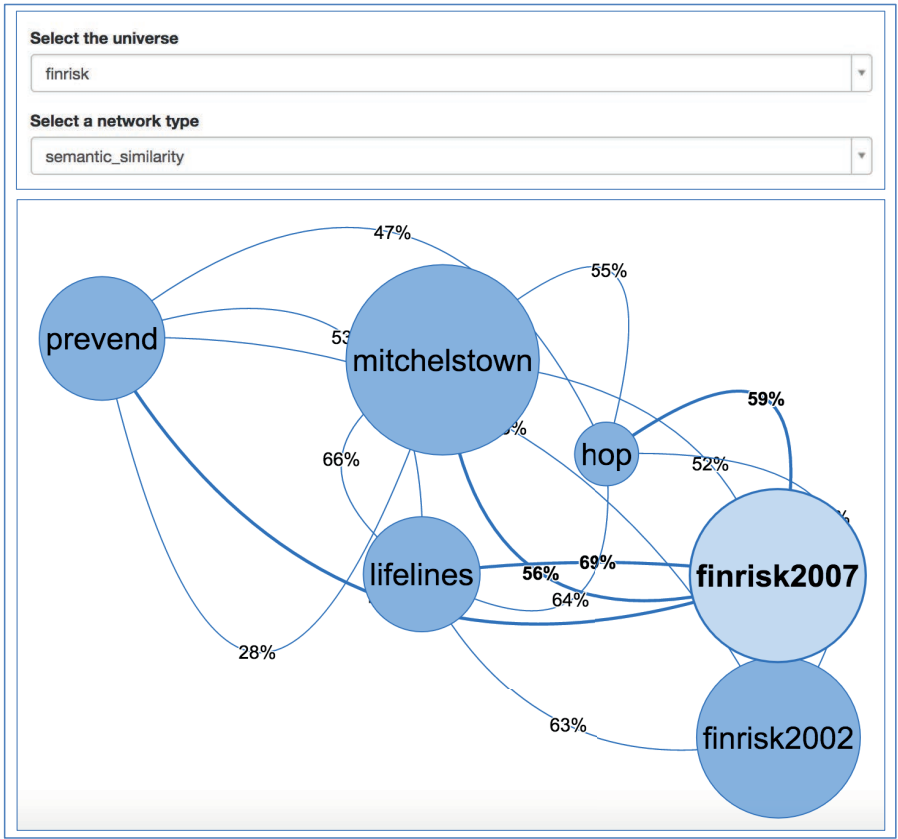 Select the universe
finrisk
Select a network type
semantic_similarity
47%
55%
prevend
53
mitchelstown
59%
%
hop
66%
52%
%
69%
lifelines
56%
finrisk2007
64%
28%
63%
finrisk2002